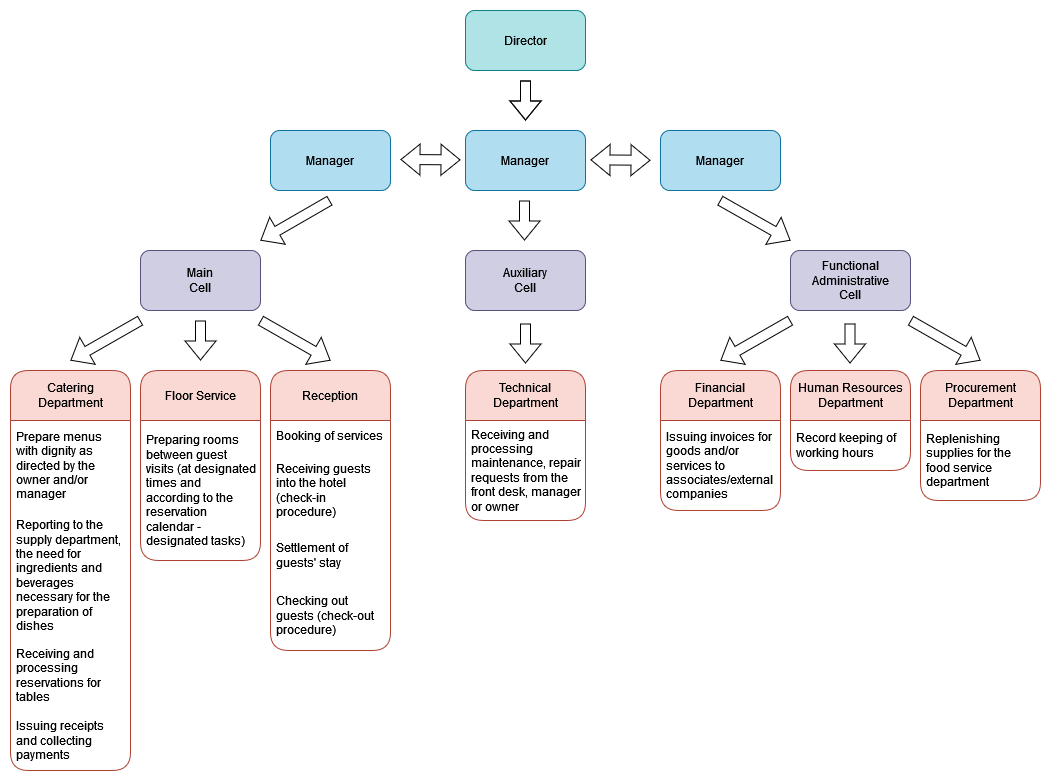 Director
Manager
Manager
Manager
Main
Cell
Auxiliary
Cell
Functional
Administrative
Cell
Catering
Department
Prepare menus
with dignity as
directed by the
owner and/or
manager
Reporting to the
supply department,
the need for
ingredients and
beverages
necessary for the
preparation of
dishes
Receiving and
processing
reservations for
tables
Issuing receipts
and collecting
payments
Floor Service
Preparing rooms
between guest
visits (at designated
times and
according to the
reservation
calendar -
designated tasks)
Reception
Booking of services
Receiving guests
into the hotel
(check-in
procedure)
Settlement of
guests' stay
Checking out
guests (check-out
procedure)
Technical
Department
Receiving and
processing
maintenance, repair
requests from the
front desk, manager
or owner
Financial
Department
Issuing invoices for
goods and/or
services to
associates/external
companies
Human Resources
Department
Record keeping of
working hours
Procurement
Department
Replenishing
supplies for the
food service
department